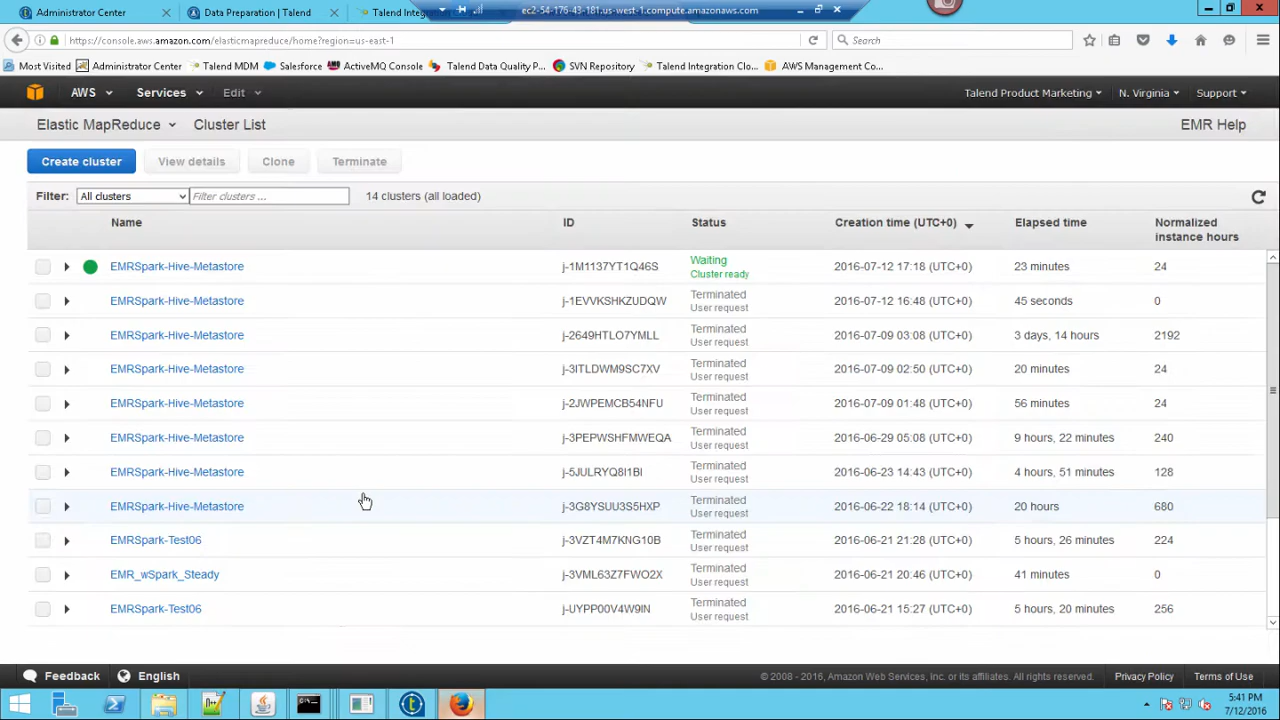 Administrator Center
Data Preparation | Talend
Talend Integ
ec2-54-176-43-181.us-west-1.compute.amazonaws.com
https://console.aws.amazon.com/elasticmapreduce/home?region=us-east-1
Search
Most Visited
Administrator Center
Talend MDM
Salesforce
ActiveMQ Console
Talend Data Quality P...
SVN Repository
Talend Integration Clo...
AWS Management Co...
AWS
Services
Edit
Talend Product Marketing
N. Virginia
Support
Elastic MapReduce
Cluster List
EMR Help
Create cluster
View details
Clone
Terminate
Filter:
All clusters
Filter clusters ...
14 clusters (all loaded)
Name
ID
Status
Creation time (UTC+0)
Elapsed time
Normalized
instance hours
EMRSpark-Hive-Metastore
j-1M1137YT1Q46S
Waiting
Cluster ready
2016-07-12 17:18 (UTC+0)
23 minutes
24
EMRSpark-Hive-Metastore
j-1EVVKSHKZUDQW
Terminated
User request
2016-07-12 16:48 (UTC+0)
45 seconds
0
EMRSpark-Hive-Metastore
j-2649HTLO7YMLL
Terminated
User request
2016-07-09 03:08 (UTC+0)
3 days, 14 hours
2192
EMRSpark-Hive-Metastore
j-3ITLDWM9SC7XV
Terminated
User request
2016-07-09 02:50 (UTC+0)
20 minutes
24
EMRSpark-Hive-Metastore
j-2JWPEMCB54NFU
Terminated
User request
2016-07-09 01:48 (UTC+0)
56 minutes
24
EMRSpark-Hive-Metastore
j-3PEPWSHFMWEQA
Terminated
User request
2016-06-29 05:08 (UTC+0)
9 hours, 22 minutes
240
EMRSpark-Hive-Metastore
j-5JULRYQ8I1BI
Terminated
User request
2016-06-23 14:43 (UTC+0)
4 hours, 51 minutes
128
EMRSpark-Hive-Metastore
j-3G8YSUU3S5HXP
Terminated
User request
2016-06-22 18:14 (UTC+0)
20 hours
680
EMRSpark-Test06
j-3VZT4M7KNG10B
Terminated
User request
2016-06-21 21:28 (UTC+0)
5 hours, 26 minutes
224
EMR_wSpark_Steady
j-3VML63Z7FWO2X
Terminated
User request
2016-06-21 20:46 (UTC+0)
41 minutes
0
EMRSpark-Test06
j-UYPP00V4W9IN
Terminated
User request
2016-06-21 15:27 (UTC+0)
5 hours, 20 minutes
256
Feedback
English
© 2008 - 2016, Amazon Web Services, Inc. or its affiliates. All rights reserved.
Privacy Policy
Terms of Use
5:41 PM
7/12/2016